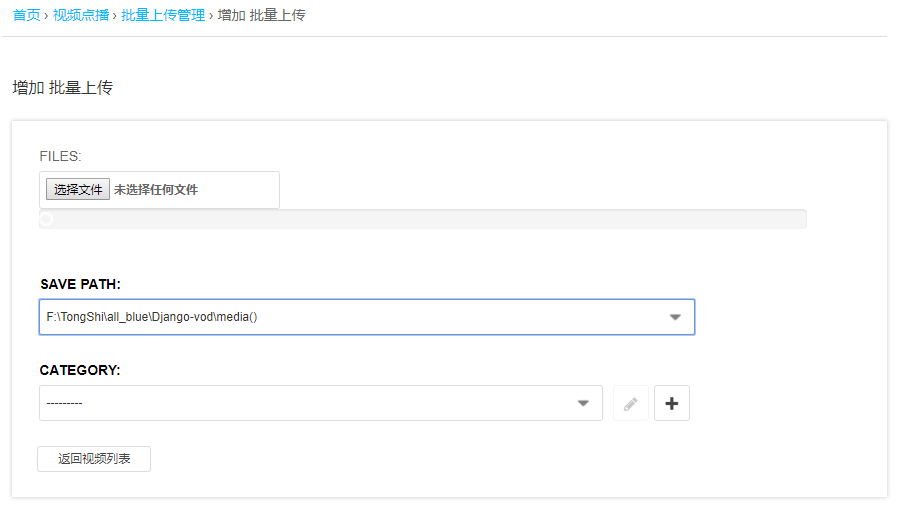 首页 › 视频点播 › 批量上传管理 › 增加 批量上传
增加 批量上传
FILES:
选择文件 未选择任何文件
SAVE PATH:
F:\TongShi\all_blue\Django-vod\media()
CATEGORY:
---------
返回视频列表